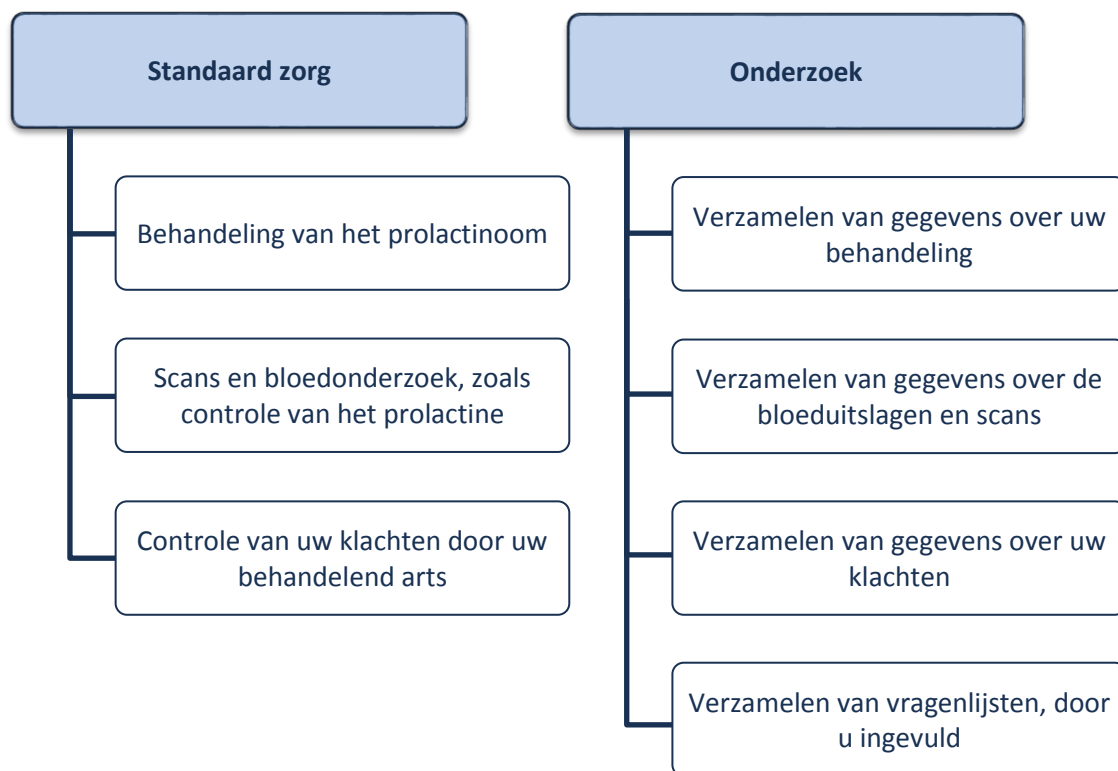 Standaard zorg
Behandeling van het prolactinoom
Scans en bloedonderzoek, zoals
controle van het prolactine
Controle van uw klachten door uw
behandelend arts
Onderzoek
Verzamelen van gegevens over uw
behandeling
Verzamelen van gegevens over de
bloeduitslagen en scans
Verzamelen van gegevens over uw
klachten
Verzamelen van vragenlijsten, door
u ingevuld